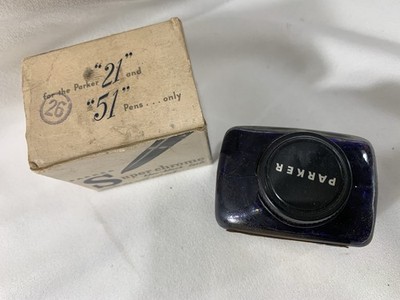 for the Parker "21" and
"51" Pens...only
26
Superchrome
PARKER